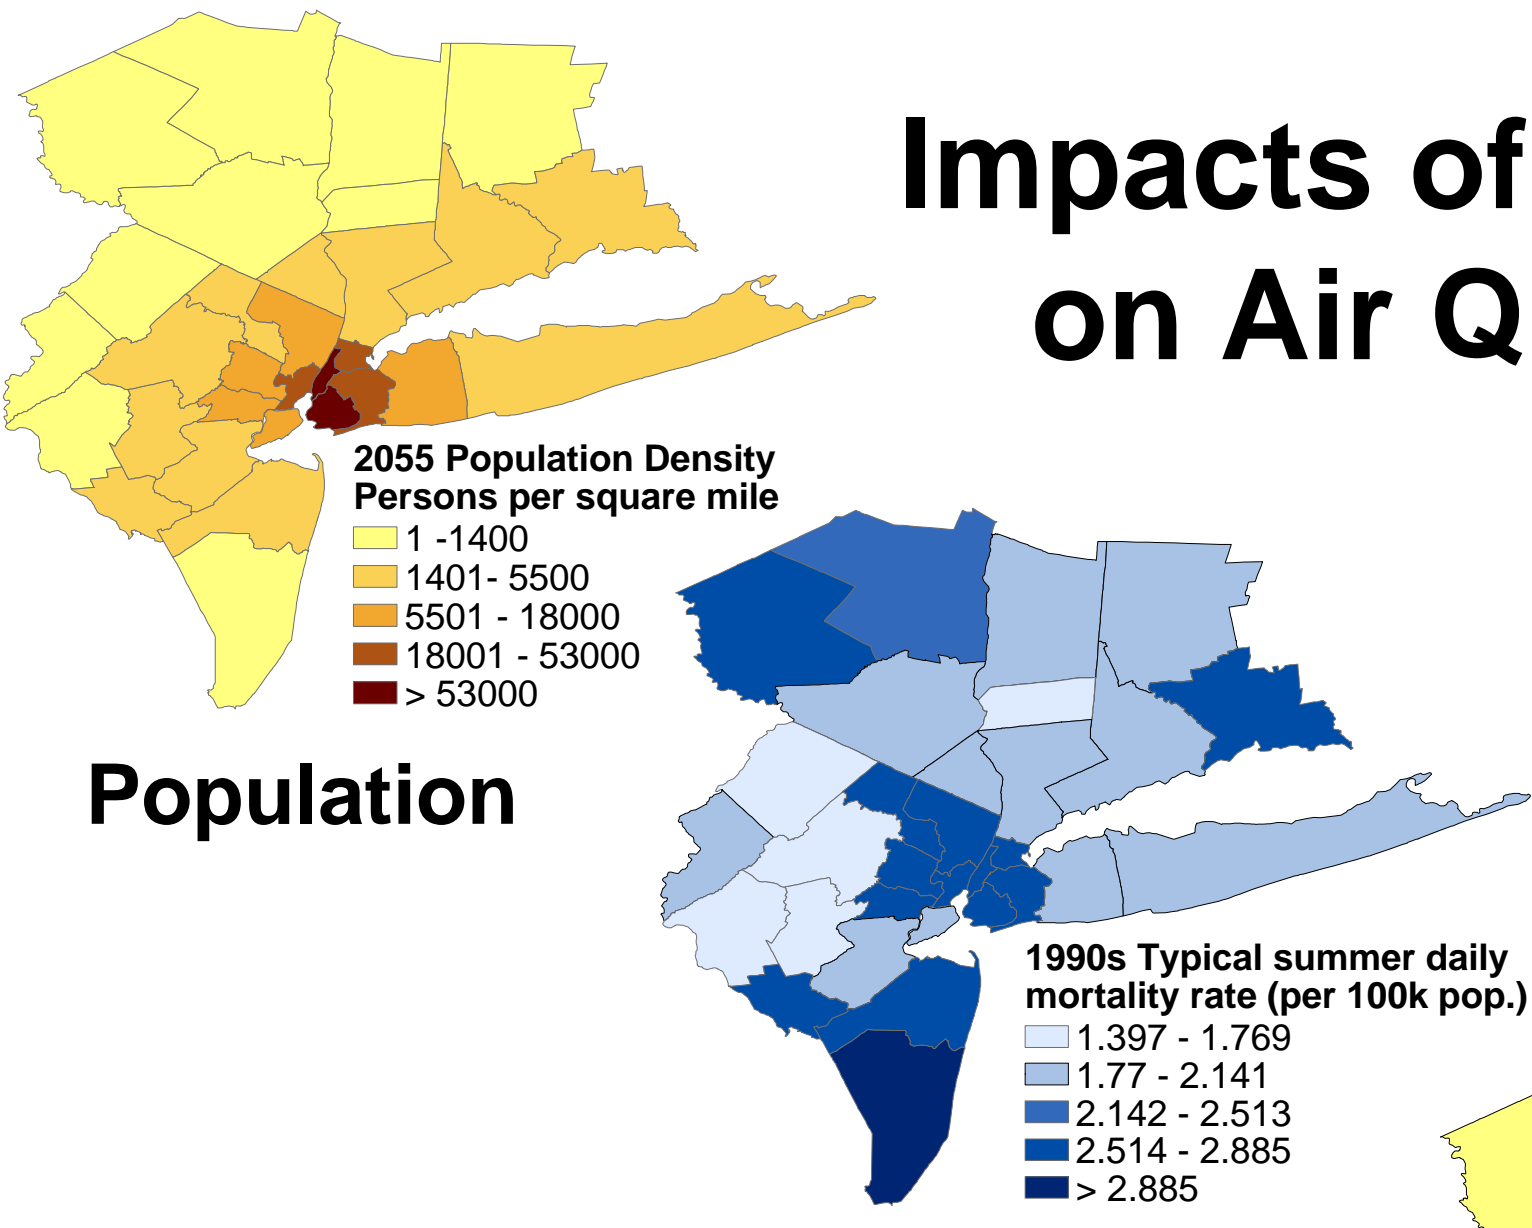 Impacts of
on Air Q
2055 Population Density
Persons per square mile
1 -1400
1401- 5500
5501 - 18000
18001 - 53000
> 53000
Population
1990s Typical summer daily
mortality rate (per 100k pop.)
1.397 - 1.769
1.77 - 2.141
2.142 - 2.513
2.514 - 2.885
> 2.885